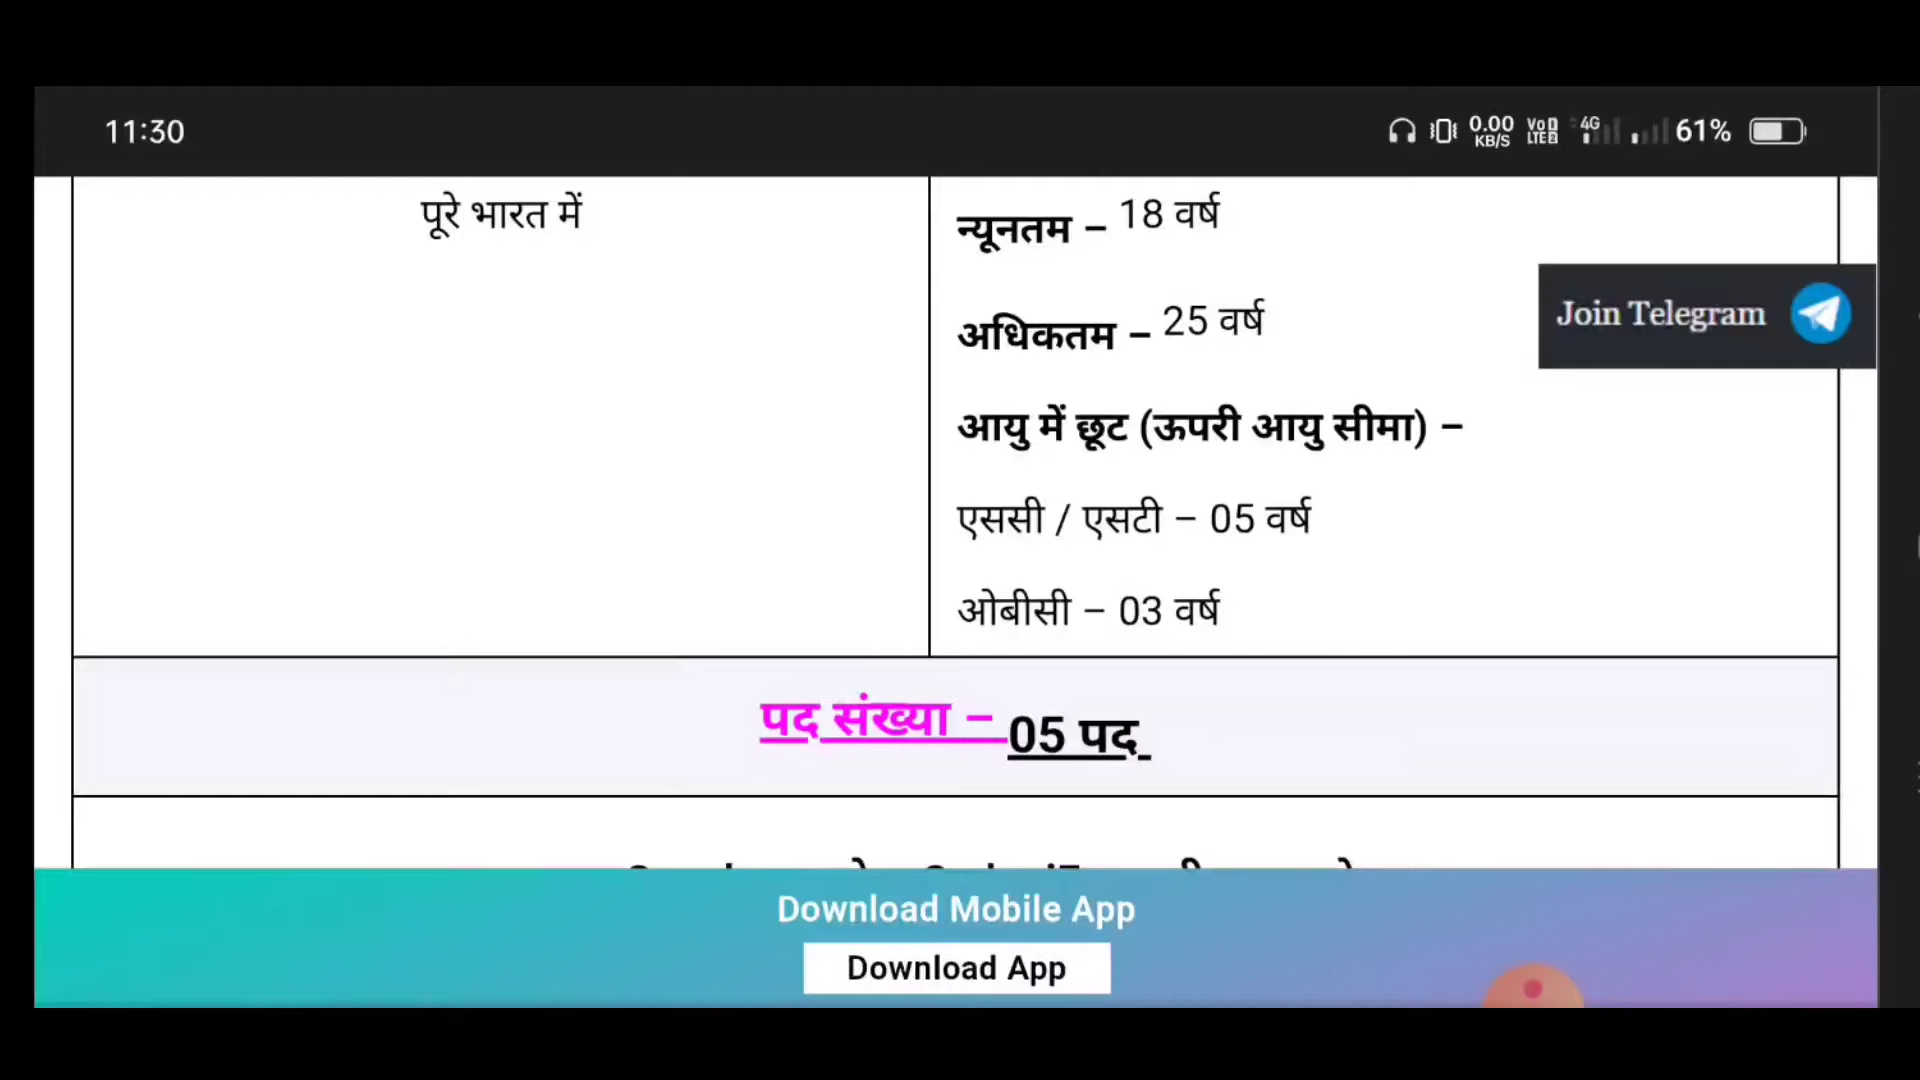 11:30
0.00 KB/S
4G
61%
पूरे भारत में
न्यूनतम – 18 वर्ष
अधिकतम – 25 वर्ष
Join Telegram
आयु में छूट (ऊपरी आयु सीमा) –
एससी / एसटी – 05 वर्ष
ओबीसी – 03 वर्ष
पद संख्या – 05 पद
Download Mobile App
Download App